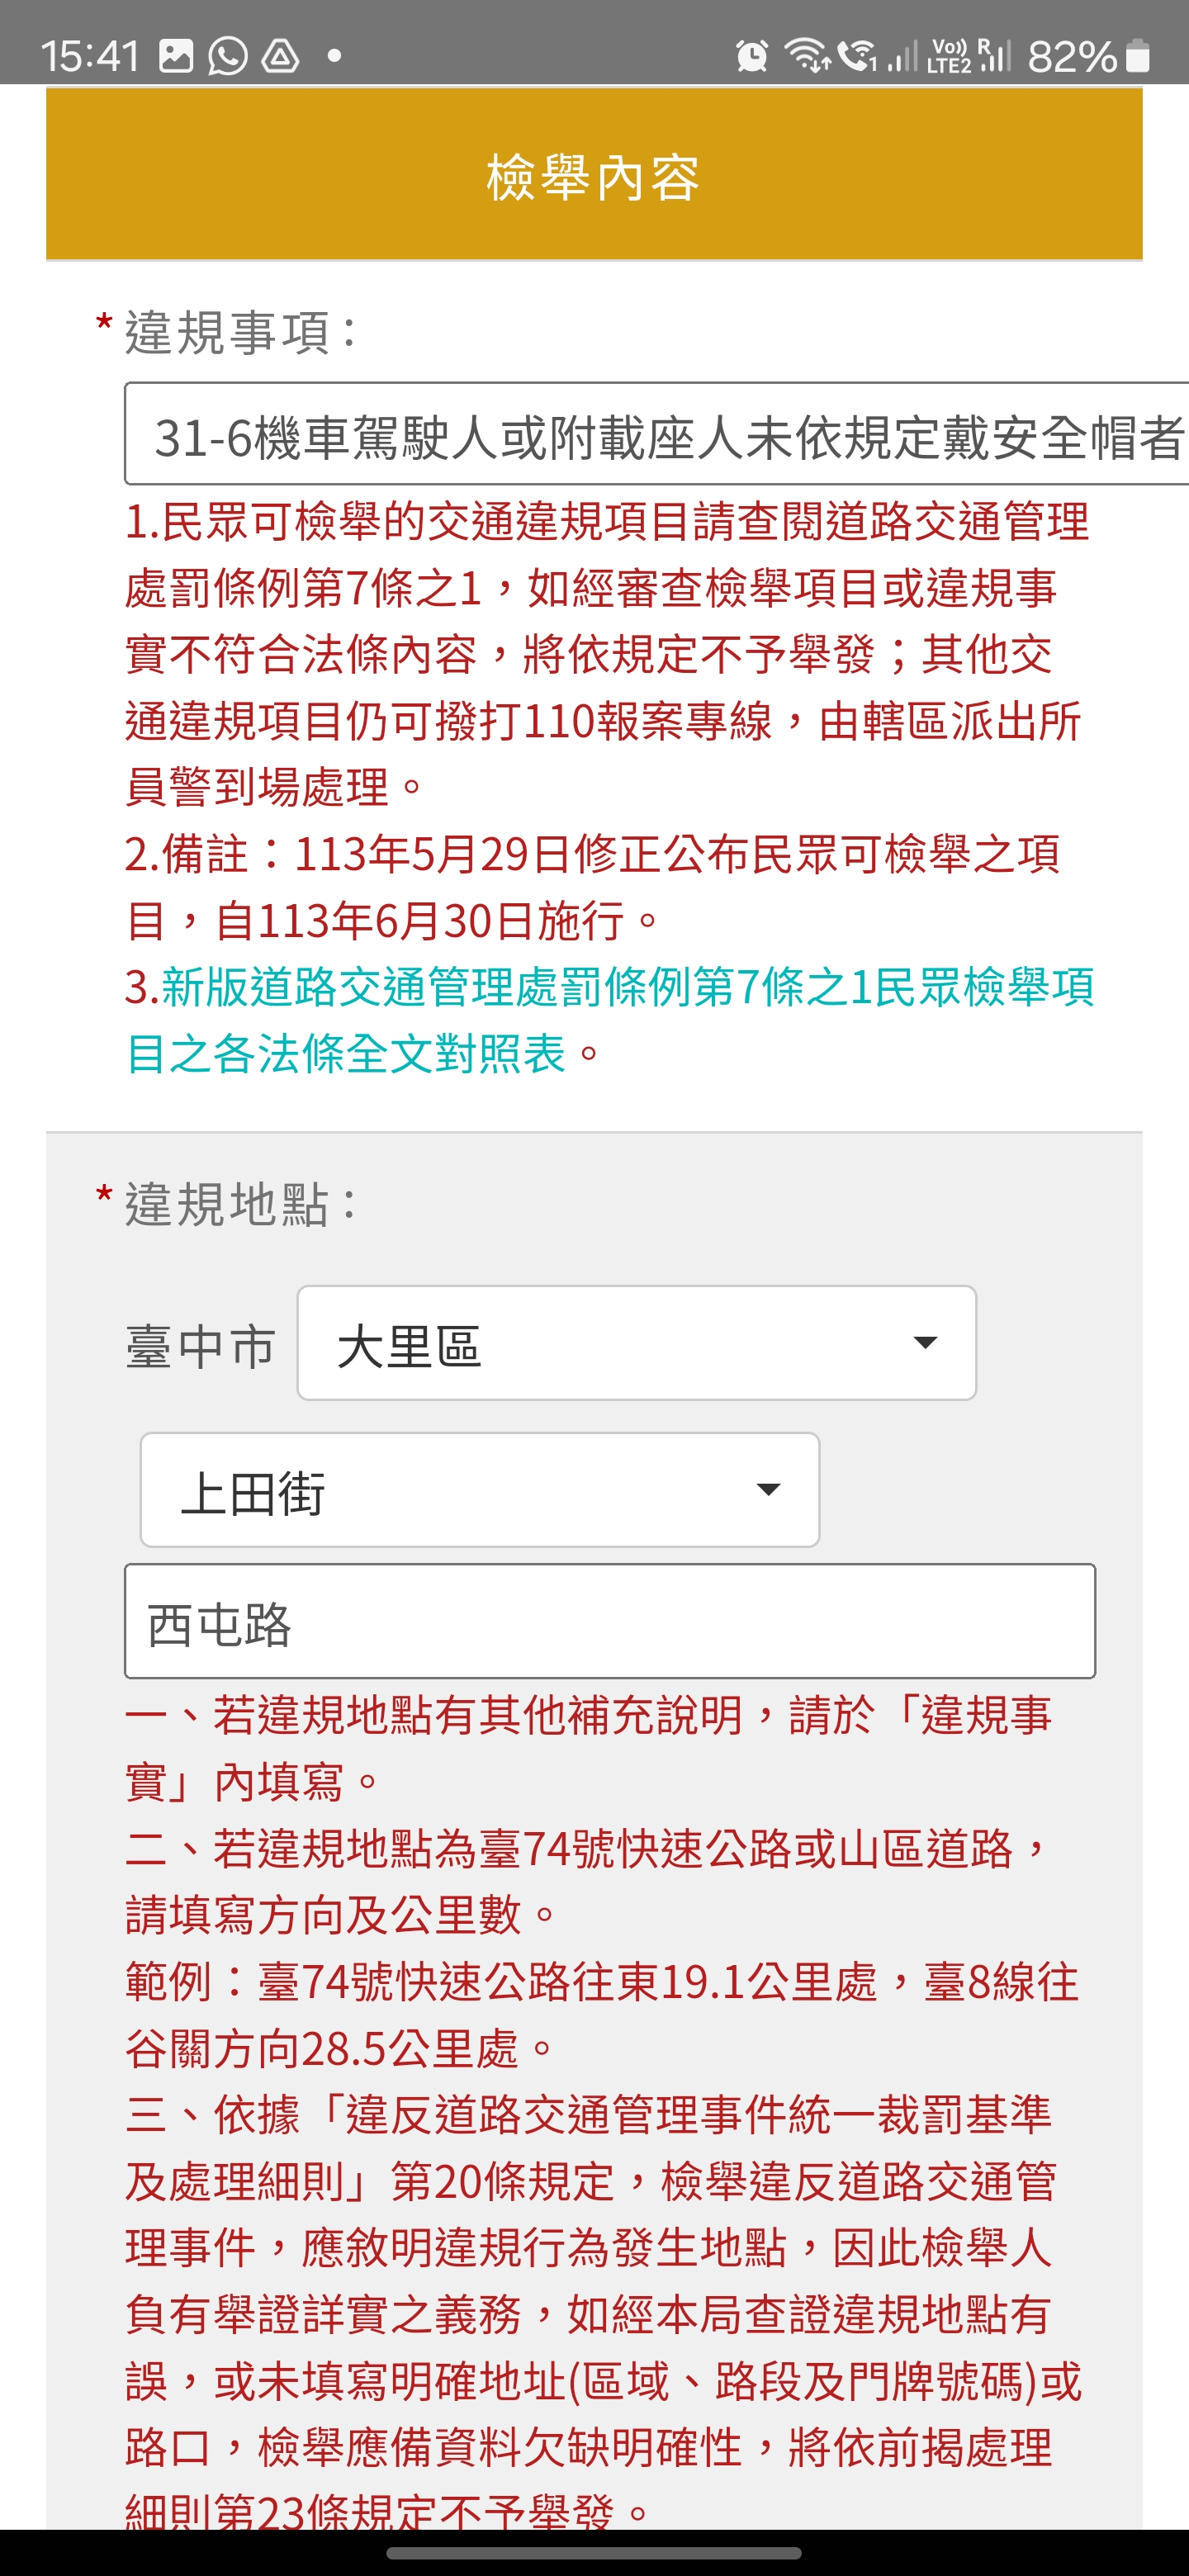 15:41
Vo)) R
LTE2
1
82%
檢舉內容
*違規事項：
31-6機車駕駛人或附載座人未依規定戴安全帽者
1.民眾可檢舉的交通違規項目請查閱道路交通管理
處罰條例第7條之1，如經審查檢舉項目或違規事
實不符合法條內容，將依規定不予舉發；其他交
通違規項目仍可撥打110報案專線，由轄區派出所
員警到場處理。
2.備註：113年5月29日修正公布民眾可檢舉之項
目，自113年6月30日施行。
3.新版道路交通管理處罰條例第7條之1民眾檢舉項
目之各法條全文對照表。
*違規地點：
臺中市 大里區
上田街
西屯路
一、若違規地點有其他補充說明，請於「違規事
實」內填寫。
二、若違規地點為臺74號快速公路或山區道路，
請填寫方向及公里數。
範例：臺74號快速公路往東19.1公里處，臺8線往
谷關方向28.5公里處。
三、依據「違反道路交通管理事件統一裁罰基準
及處理細則」第20條規定，檢舉違反道路交通管
理事件，應敘明違規行為發生地點，因此檢舉人
負有舉證詳實之義務，如經本局查證違規地點有
誤，或未填寫明確地址(區域、路段及門牌號碼)或
路口，檢舉應備資料欠缺明確性，將依前揭處理
細則第23條規定不予舉發。